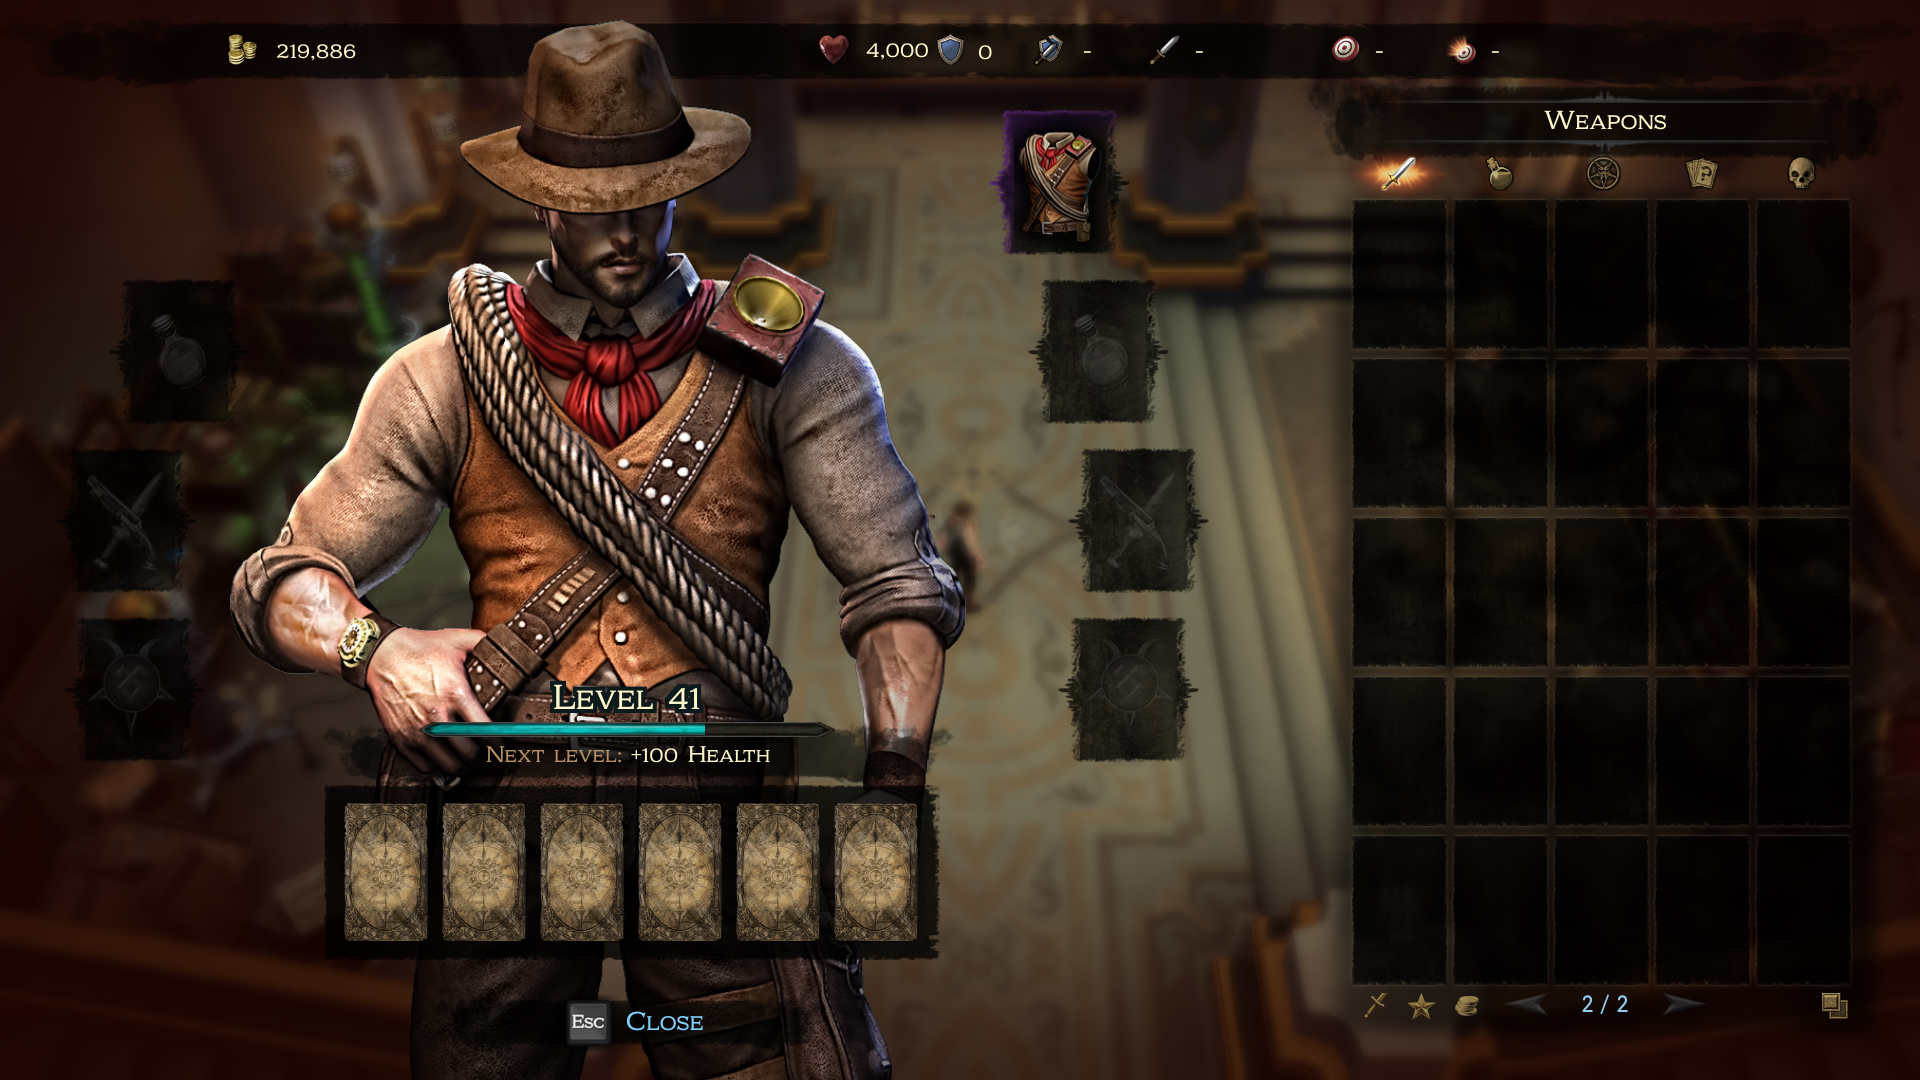 219,886
4,000
0
-
-
-
-
Weapons
Level 41
Next level: +100 Health
Esc
Close
2 / 2